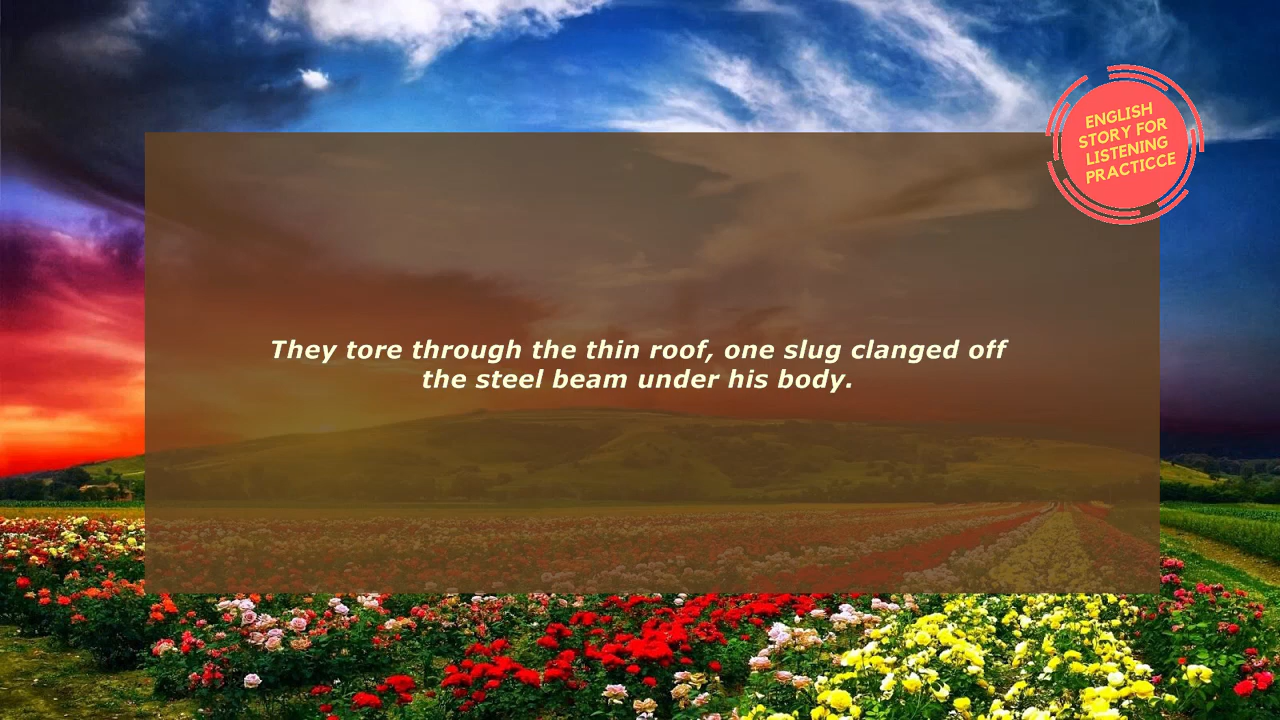 ENGLISH
STORY FOR
LISTENING
PRACTICCE
They tore through the thin roof, one slug clanged off
the steel beam under his body.